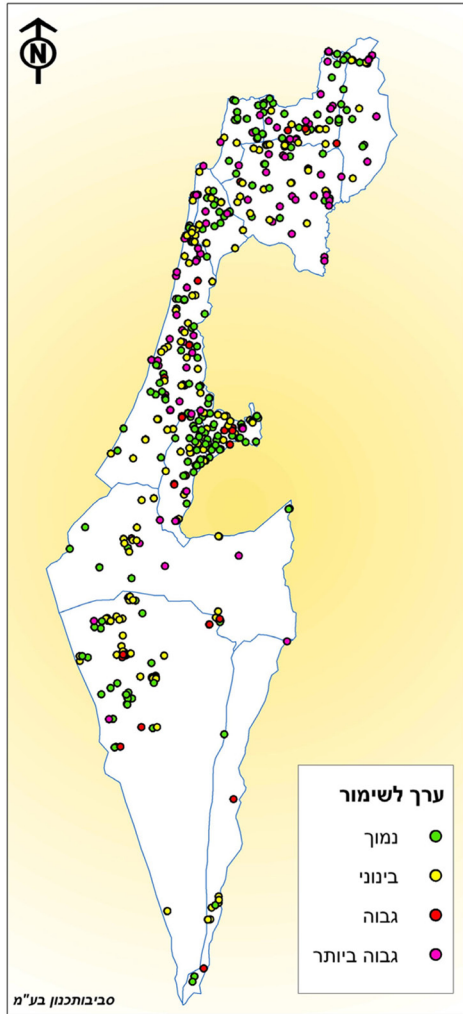 N
ערך לשימור
נמוך
בינוני
גבוה
גבוה ביותר
סביבותכנון בע"מ